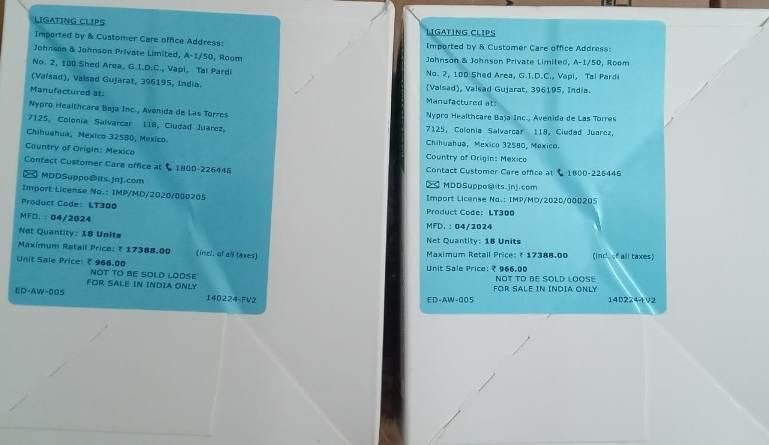 LIGATING CLIPS
Imported by & Customer Care office Address:
Johnson & Johnson Private Limited, A-1/50, Room
No. 2, 100 Shed Area, G.I.D.C., Vapi, Tal Pardi
(Valsad), Valsad Gujarat, 396195, India.
Manufactured at:
Nypro Healthcare Baja Inc., Avenida de Las Torres
7125, Colonia Salvarcar 118, Ciudad Juarez,
Chihuahua, Mexico 32580, Mexico.
Country of Origin: Mexico
Contact Customer Care office at 1800-226446
MDDSuppo@its.jnj.com
Import License No.: IMP/MD/2020/000205
Product Code: LT300
MFD. : 04/2024
Net Quantity: 18 Units
Maximum Retail Price: ₹ 17388.00 (incl. of all taxes)
Unit Sale Price: ₹ 966.00
NOT TO BE SOLD LOOSE
FOR SALE IN INDIA ONLY
ED-AW-005 140224-FV2
LIGATING CLIPS
Imported by & Customer Care office Address:
Johnson & Johnson Private Limited, A-1/50, Room
No. 2, 100 Shed Area, G.I.D.C., Vapi, Tal Pardi
(Valsad), Valsad Gujarat, 396195, India.
Manufactured at:
Nypro Healthcare Baja Inc., Avenida de Las Torres
7125, Colonia Salvarcar 118, Ciudad Juarez,
Chihuahua, Mexico 32580, Mexico.
Country of Origin: Mexico
Contact Customer Care office at 1800-226446
MDDSuppo@its.jnj.com
Import License No.: IMP/MD/2020/000205
Product Code: LT300
MFD. : 04/2024
Net Quantity: 18 Units
Maximum Retail Price: ₹ 17388.00 (incl. of all taxes)
Unit Sale Price: ₹ 966.00
NOT TO BE SOLD LOOSE
FOR SALE IN INDIA ONLY
ED-AW-005 140224-FV2